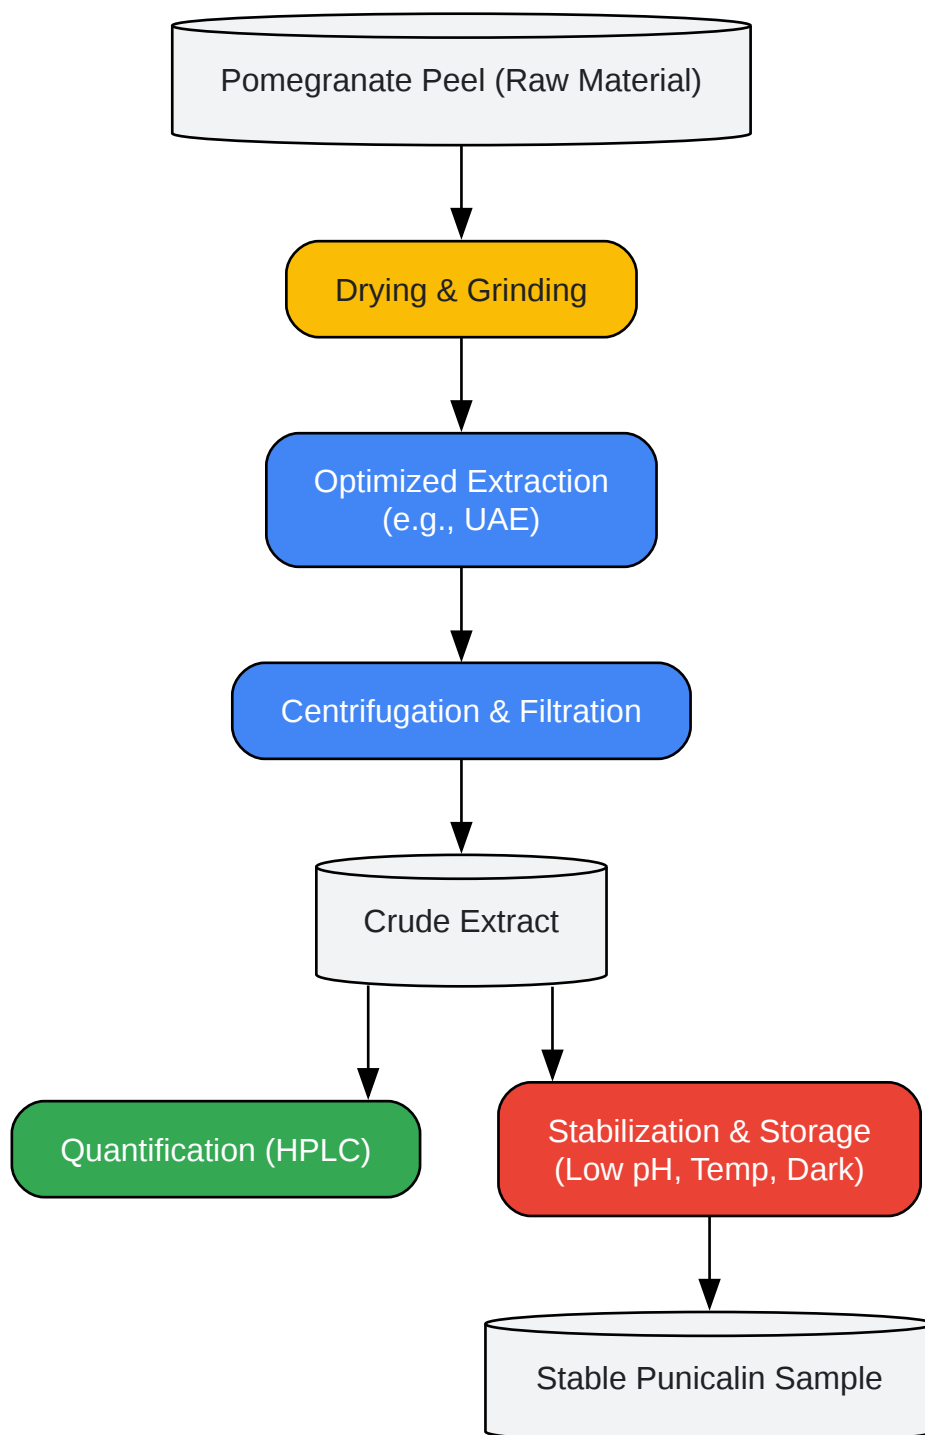 Pomegranate Peel (Raw Material)
Drying & Grinding
Optimized Extraction
(e.g., UAE)
Centrifugation & Filtration
Crude Extract
Quantification (HPLC)
Stabilization & Storage
(Low pH, Temp, Dark)
Stable Punicalin Sample